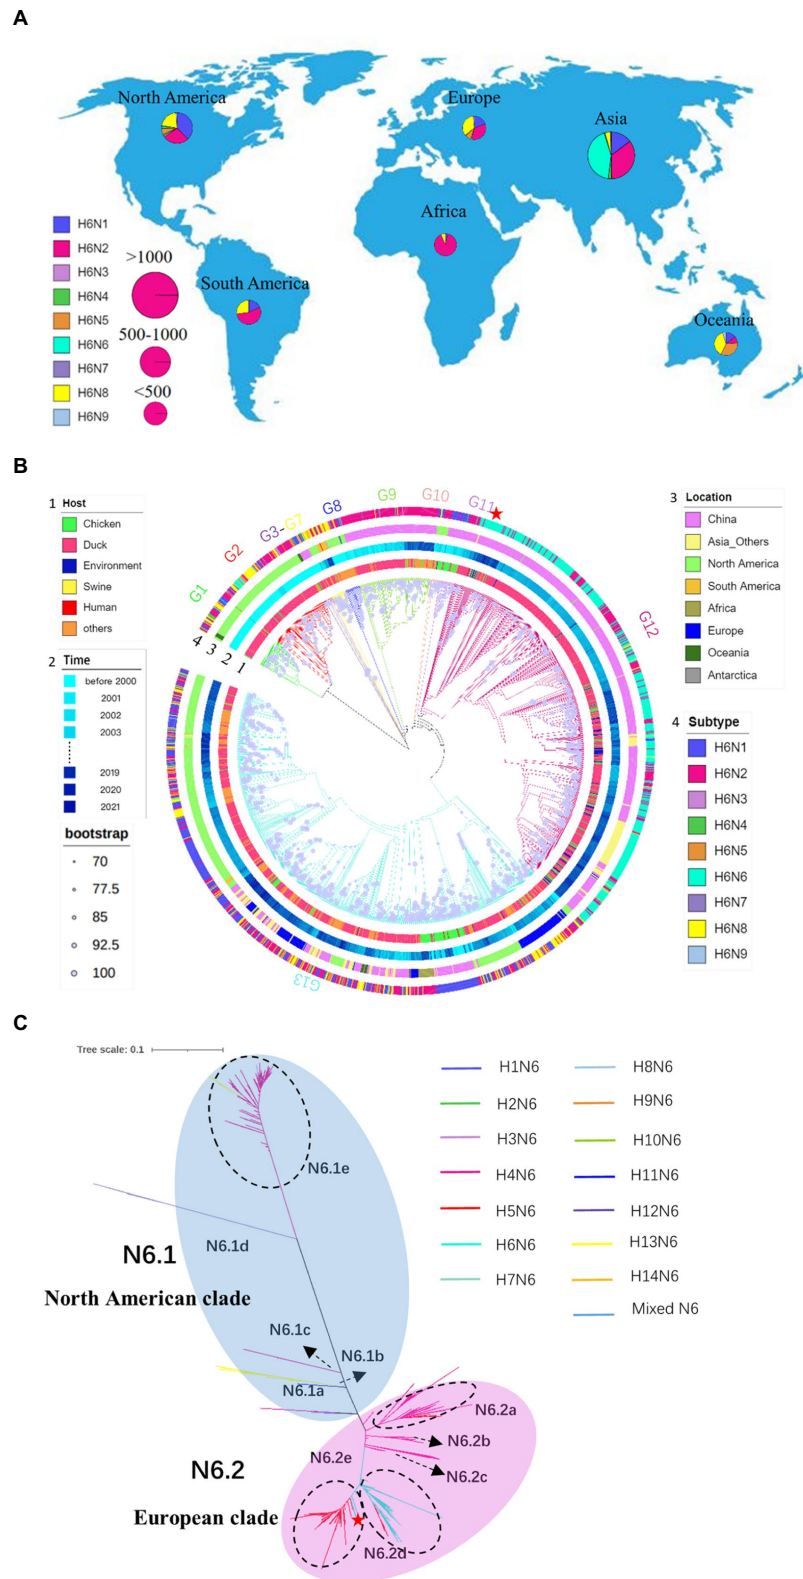 A
North America
Europe
Asia
Africa
South America
Oceania
H6N1
H6N2
H6N3
H6N4
H6N5
H6N6
H6N7
H6N8
H6N9
>1000
500-1000
<500
B
1 Host
Chicken
Duck
Environment
Swine
Human
others
2 Time
before 2000
2001
2002
2003
2019
2020
2021
bootstrap
70
77.5
85
92.5
100
G1
G2
G3-G7
G8
G9
G10
G11
G12
G13
4 3 2 1
3 Location
China
Asia_Others
North America
South America
Africa
Europe
Oceania
Antarctica
4 Subtype
H6N1
H6N2
H6N3
H6N4
H6N5
H6N6
H6N7
H6N8
H6N9
C
Tree scale: 0.1
N6.1e
N6.1d
N6.1
North American clade
N6.1c
N6.1b
N6.1a
N6.2a
N6.2b
N6.2e
N6.2c
N6.2
European clade
N6.2d
H1N6
H2N6
H3N6
H4N6
H5N6
H6N6
H7N6
H8N6
H9N6
H10N6
H11N6
H12N6
H13N6
H14N6
Mixed N6